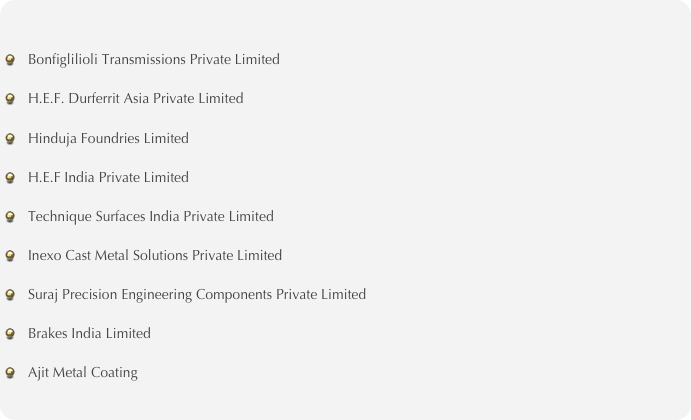 Bonfiglilioli Transmissions Private Limited
H.E.F. Durferrit Asia Private Limited
Hinduja Foundries Limited
H.E.F India Private Limited
Technique Surfaces India Private Limited
Inexo Cast Metal Solutions Private Limited
Suraj Precision Engineering Components Private Limited
Brakes India Limited
Ajit Metal Coating